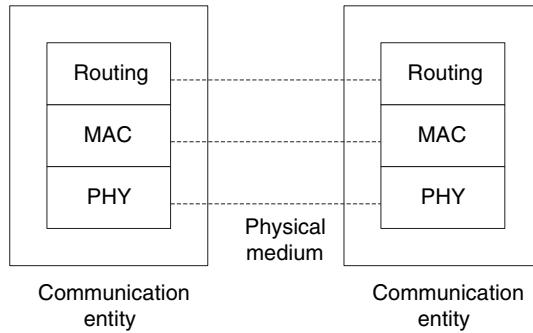 Routing
MAC
PHY
Routing
MAC
PHY
Physical
medium
Communication
entity
Communication
entity